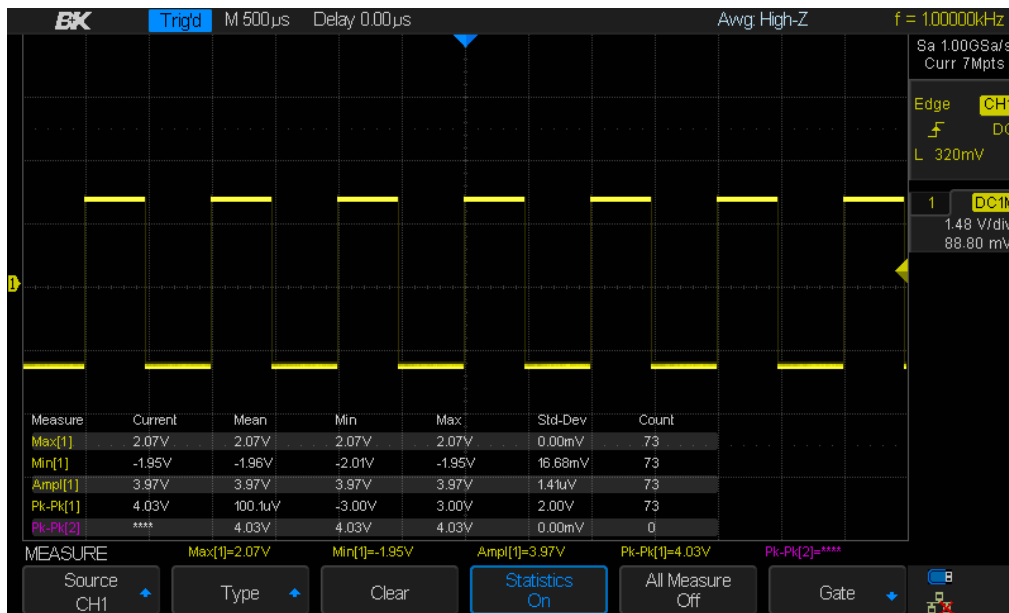 BK Trig'd M 500µs Delay 0.00µs Awg: High-Z f = 1.00000kHz
Sa 1.00GSa/s
Curr 7Mpts
Edge CH1
DC
L 320mV
1 DC1M
1.48 V/div
88.80 mV
1
Measure Current Mean Min Max Std-Dev Count
Max[1] 2.07V 2.07V 2.07V 2.07V 0.00mV 73
Min[1] -1.95V -1.96V -2.01V -1.95V 16.68mV 73
Ampl[1] 3.97V 3.97V 3.97V 3.97V 1.41uV 73
Pk-Pk[1] 4.03V 100.1uV -3.00V 3.00V 2.00V 73
Pk-Pk[2] **** 4.03V 4.03V 4.03V 0.00mV 0
MEASURE Max[1]=2.07V Min[1]=-1.95V Ampl[1]=3.97V Pk-Pk[1]=4.03V Pk-Pk[2]=****
Source
CH1
Type
Clear
Statistics
On
All Measure
Off
Gate